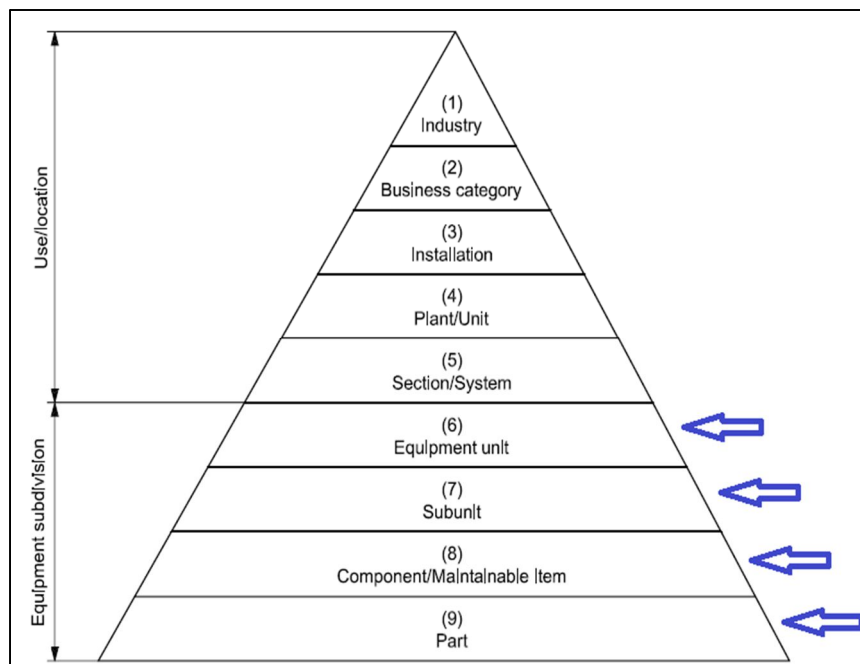 (1)
Industry
(2)
Business category
(3)
Installation
(4)
Plant/Unit
(5)
Section/System
(6)
Equipment unit
(7)
Subunit
(8)
Component/Maintainable item
(9)
Part
Use/location
Equipment subdivision